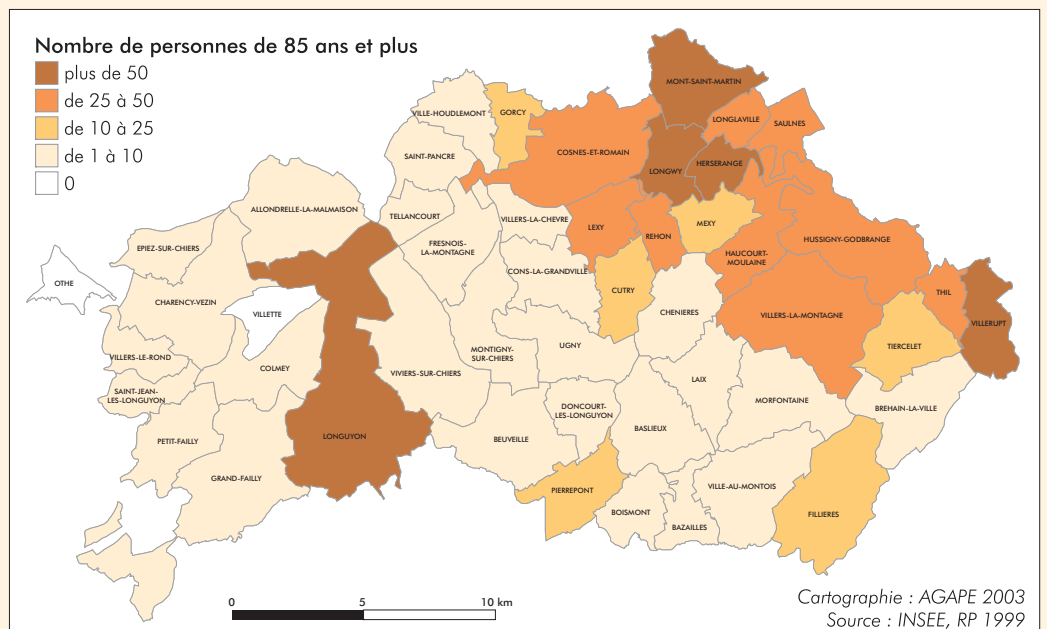 Nombre de personnes de 85 ans et plus
plus de 50
de 25 à 50
de 10 à 25
de 1 à 10
0
MONT-SAINT-MARTIN
VILLE-HOUDLEMONT
GORCY
LONGLAVILLE
SAULNES
COSNES-ET-ROMAIN
SAINT-PANCRE
HERSERANGE
LONGWY
ALLONDRELLE-LA-MALMAISON
TELLANCOURT
VILLERS-LA-CHEVRE
LEXY
REHON
MEXY
HUSSIGNY-GODBRANGE
EPIEZ-SUR-CHIERS
FRESNOIS-
LA-MONTAGNE
HAUCOURT-
MOULAINE
CONS-LA-GRANDVILLE
OTHE
CUTRY
THIL
CHARENCY-VEZIN
VILLETTE
CHENIERES
VILLERS-LA-MONTAGNE
VILLERUPT
TIERCELET
UGNY
MONTIGNY-
SUR-CHIERS
VILLERS-LE-ROND
COLMEY
VIVIERS-SUR-CHIERS
LAIX
SAINT-JEAN-
LES-LONGUYON
MORFONTAINE
BREHAIN-LA-VILLE
DONCOURT-
LES-LONGUYON
BASLIEUX
PETIT-FAILLY
LONGUYON
BEUVEILLE
GRAND-FAILLY
VILLE-AU-MONTOIS
PIERREPONT
BOISMONT
FILLIERES
BAZAILLES
0 5 10 km
Cartographie : AGAPE 2003
Source : INSEE, RP 1999